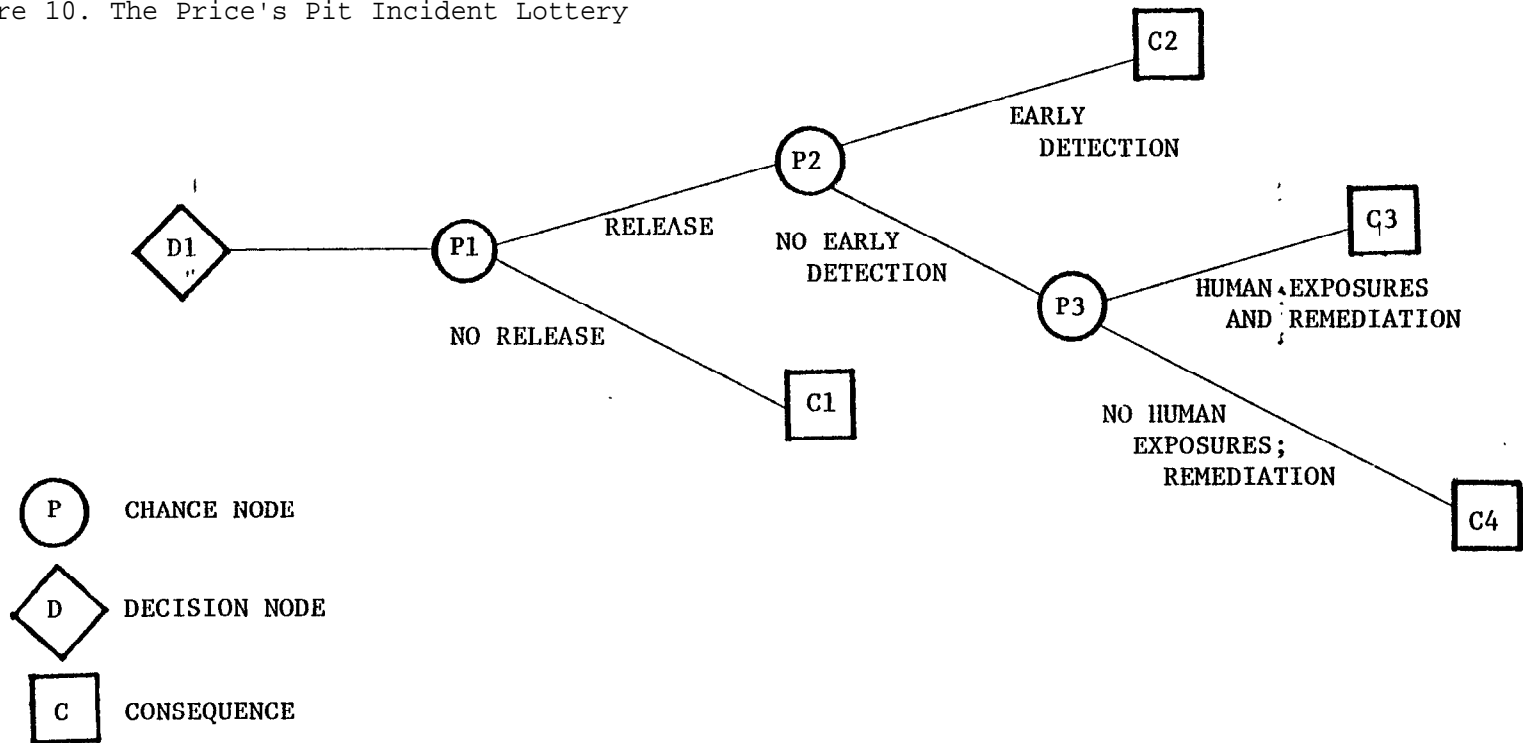 re 10. The Price's Pit Incident Lottery
C2
EARLY
DETECTION
P2
D1
P1
RELEASE
NO EARLY
DETECTION
C3
HUMAN EXPOSURES
AND REMEDIATION
P3
NO RELEASE
C1
NO HUMAN
EXPOSURES;
REMEDIATION
C4
P CHANCE NODE
D DECISION NODE
C CONSEQUENCE